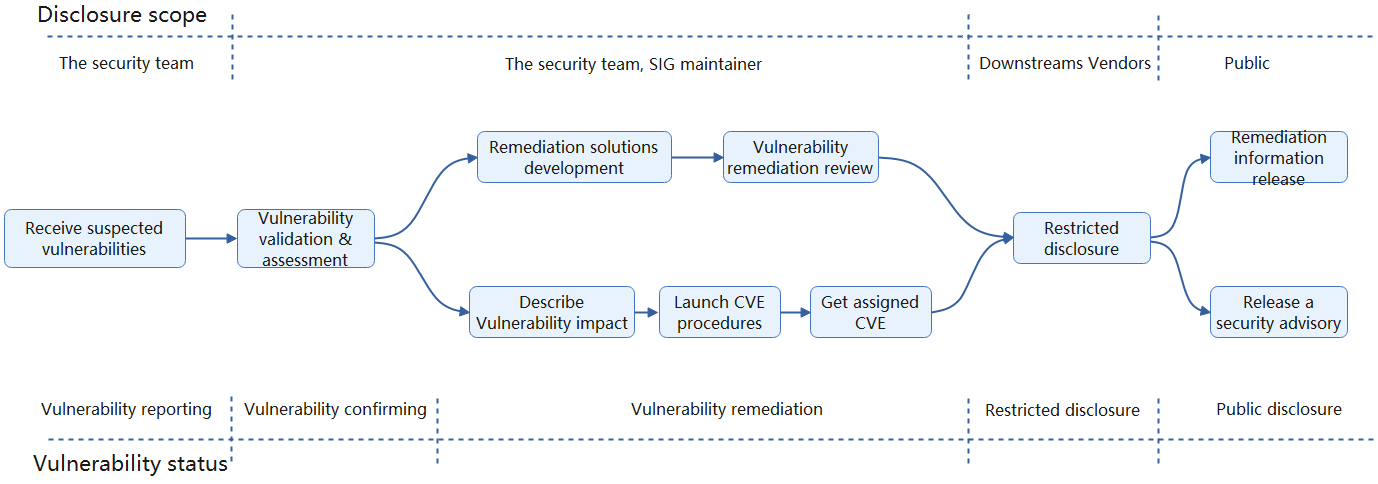 Disclosure scope
The security team
The security team, SIG maintainer
Downstreams Vendors
Public
Receive suspected
vulnerabilities
Vulnerability
validation &
assessment
Remediation solutions
development
Vulnerability
remediation review
Describe
Vulnerability impact
Launch CVE
procedures
Get assigned
CVE
Restricted
disclosure
Remediation
information
release
Release a
security advisory
Vulnerability reporting
Vulnerability confirming
Vulnerability remediation
Restricted disclosure
Public disclosure
Vulnerability status